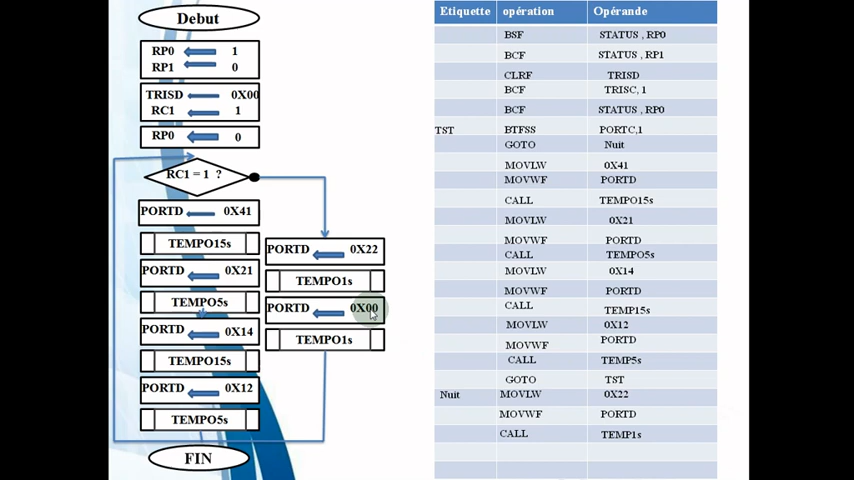 Debut
RP0 1
RP1 0
TRISD 0X00
RC1 1
RP0 0
RC1 = 1 ?
PORTD 0X41
TEMPO15s
PORTD 0X21
TEMPO5s
PORTD 0X14
TEMPO15s
PORTD 0X12
TEMPO5s
FIN
PORTD 0X22
TEMPO1s
PORTD 0X00
TEMPO1s
Etiquette opération Opérande
BSF STATUS , RP0
BCF STATUS , RP1
CLRF TRISD
BCF TRISC, 1
BCF STATUS , RP0
TST BTFSS PORTC,1
GOTO Nuit
MOVLW 0X41
MOVWF PORTD
CALL TEMPO15s
MOVLW 0X21
MOVWF PORTD
CALL TEMPO5s
MOVLW 0X14
MOVWF PORTD
CALL TEMP15s
MOVLW 0X12
MOVWF PORTD
CALL TEMP5s
GOTO TST
Nuit MOVLW 0X22
MOVWF PORTD
CALL TEMP1s